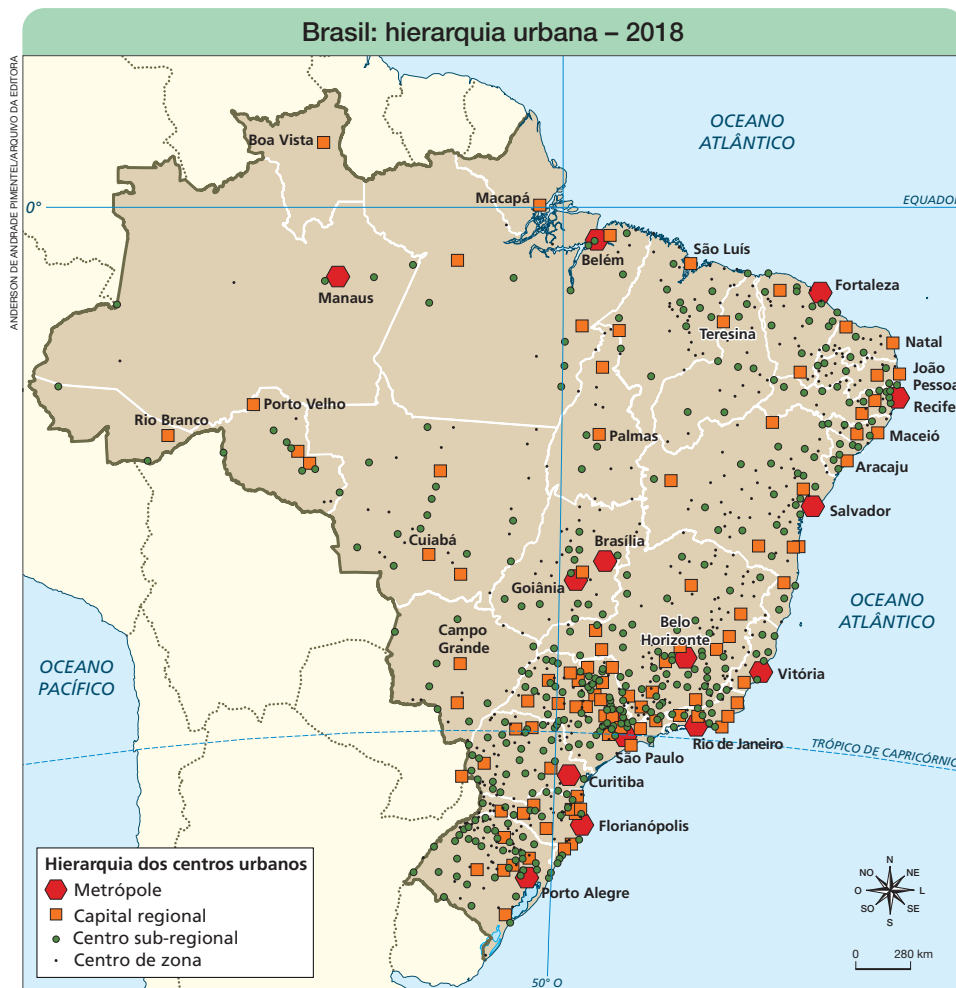 Brasil: hierarquia urbana – 2018
ANDERSON DE ANDRADE PIMENTEL/ARQUIVO DA EDITORA
OCEANO
ATLÂNTICO
Boa Vista
Macapá
0°
EQUADOR
Belém
São Luís
Manaus
Fortaleza
Teresina
Natal
João
Pessoa
Recife
Porto Velho
Rio Branco
Palmas
Maceió
Aracaju
Salvador
Brasília
Cuiabá
Goiânia
OCEANO
ATLÂNTICO
Belo
Horizonte
Campo
Grande
OCEANO
PACÍFICO
Vitória
Rio de Janeiro
TRÓPICO DE CAPRICÓRNIO
São Paulo
Curitiba
Florianópolis
Porto Alegre
Hierarquia dos centros urbanos
Metrópole
Capital regional
Centro sub-regional
Centro de zona
N
NO
NE
O
L
SO
SE
S
0
280 km
50° O